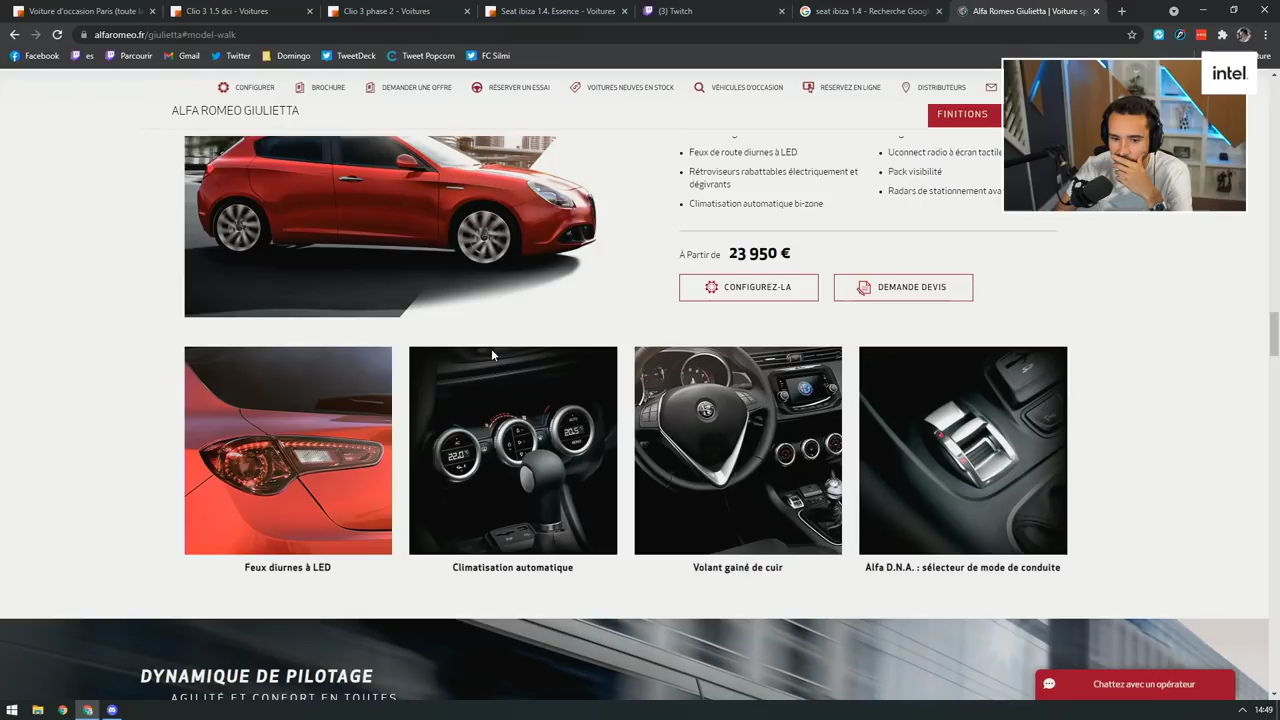 Voiture d'occasion Paris (toute l
Clio 3 1.5 dci - Voitures
Clio 3 phase 2 - Voitures
Seat ibiza 1.4. Essence - Voitures
(3) Twitch
seat ibiza 1.4 - Recherche Googl
Alfa Romeo Giulietta | Voiture sp
alfaromeo.fr/giulietta#model-walk
Facebook
es
Parcourir
Gmail
Twitter
Domingo
TweetDeck
Tweet Popcorn
FC Silmi
intel.
CONFIGURER
BROCHURE
DEMANDER UNE OFFRE
RÉSERVER UN ESSAI
VOITURES NEUVES EN STOCK
VÉHICULES D'OCCASION
RÉSERVEZ EN LIGNE
DISTRIBUTEURS
ALFA ROMEO GIULIETTA
FINITIONS
Feux de route diurnes à LED
Rétroviseurs rabattables électriquement et
dégivrants
Climatisation automatique bi-zone
Uconnect radio à écran tactile
Pack visibilité
Radars de stationnement ava
À Partir de 23 950 €
CONFIGUREZ-LA
DEMANDE DEVIS
Feux diurnes à LED
Climatisation automatique
Volant gainé de cuir
Alfa D.N.A. : sélecteur de mode de conduite
DYNAMIQUE DE PILOTAGE
AGILITÉ ET CONFORT EN TOUTES
Chattez avec un opérateur
14:49